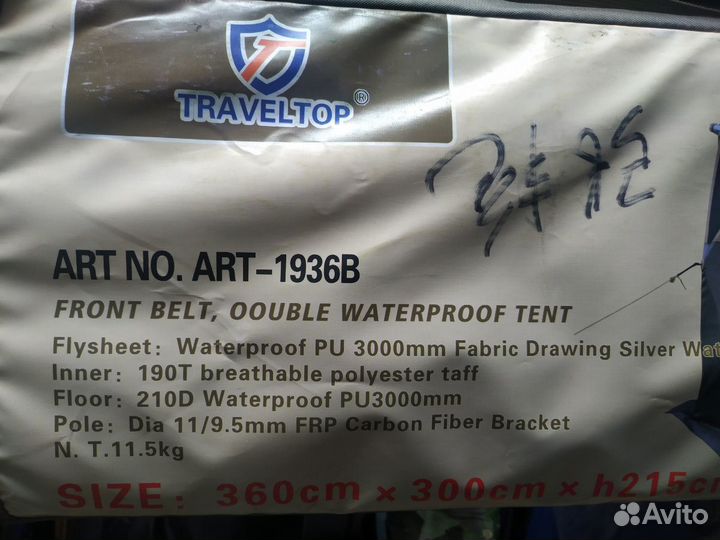 TRAVELTOP®
ART NO. ART-1936B
FRONT BELT, OOUBLE WATERPROOF TENT
Flysheet: Waterproof PU 3000mm Fabric Drawing Silver Wat
Inner: 190T breathable polyester taff
Floor: 210D Waterproof PU3000mm
Pole: Dia 11/9.5mm FRP Carbon Fiber Bracket
N. T.11.5kg
SIZE: 360cm × 300cm × h215cm
Avito